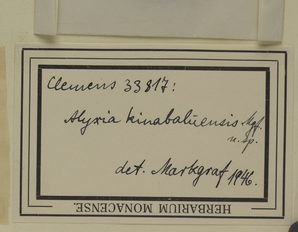 Clemens 33817:
Alyxia kinabaluensis Mgf.
n. sp.
det. Markgraf 1946.
HERBARIUM MONACENSE.